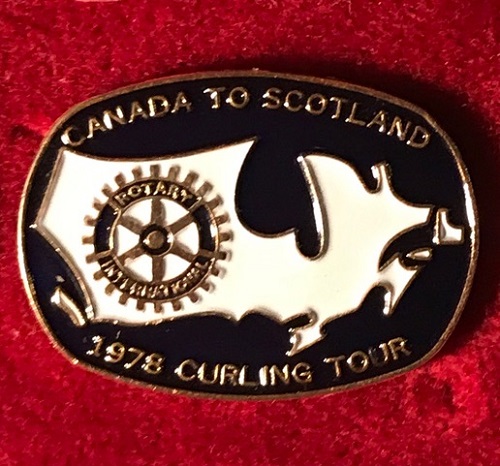 CANADA TO SCOTLAND
ROTARY
INTERNATIONAL
1978 CURLING TOUR